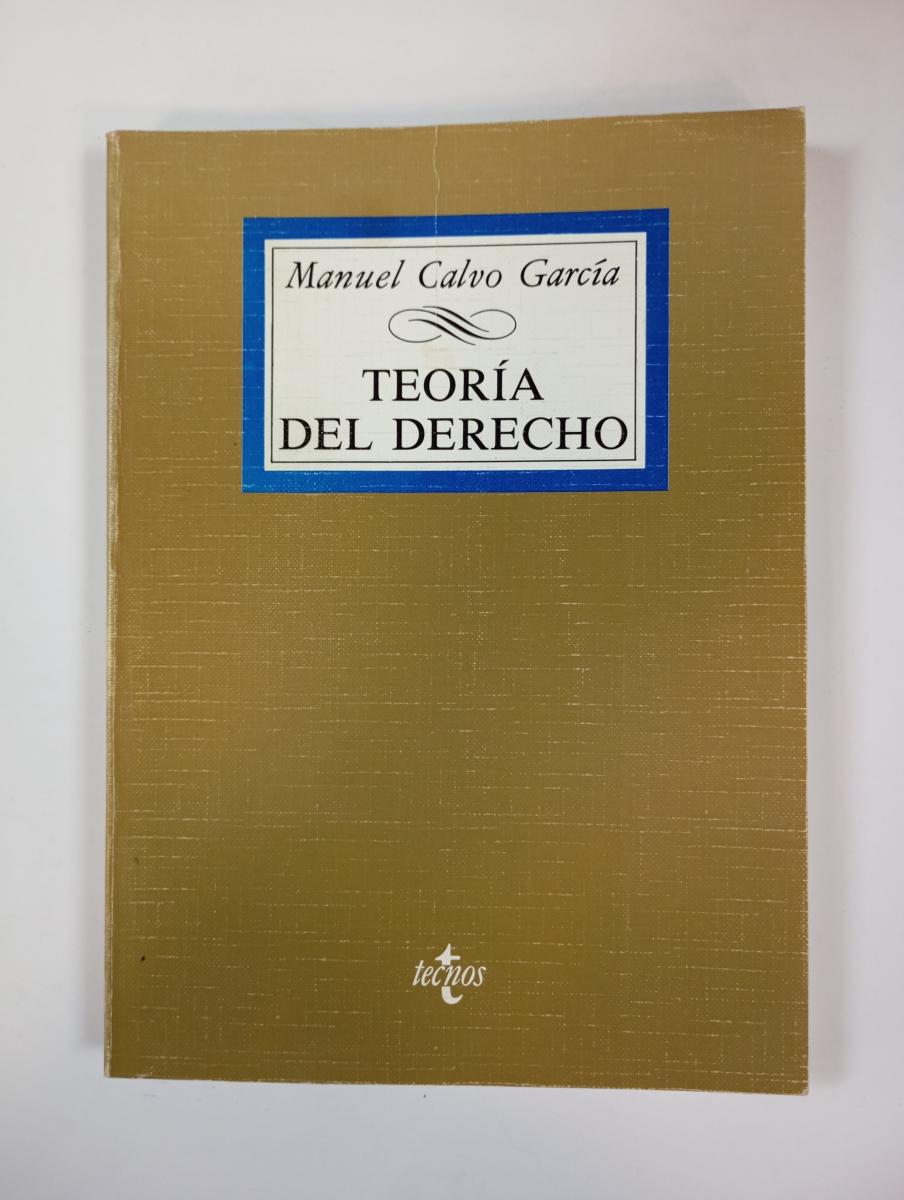 Manuel Calvo García
TEORÍA
DEL DERECHO
tecnos